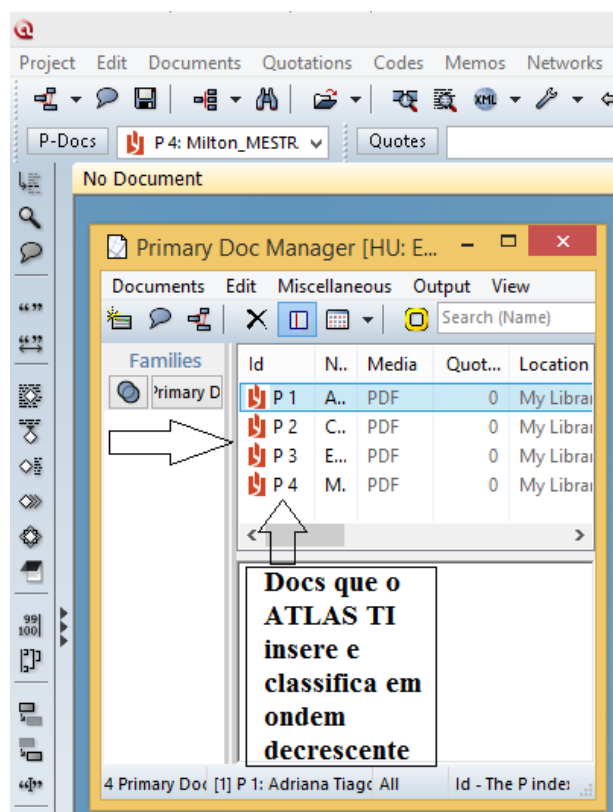 Project Edit Documents Quotations Codes Memos Networks
XML
P-Docs P 4: Milton_MESTR Quotes
No Document
Primary Doc Manager [HU: E...
Documents Edit Miscellaneous Output View
Search (Name)
Families Id N.. Media Quot... Location
Primary D P 1 A.. PDF 0 My Librar
P 2 C.. PDF 0 My Librar
P 3 E... PDF 0 My Librar
P 4 M. PDF 0 My Librar
Docs que o
ATLAS TI
insere e
classifica em
ondem
decrescente
4 Primary Doc [1] P 1: Adriana Tiago All Id - The P index